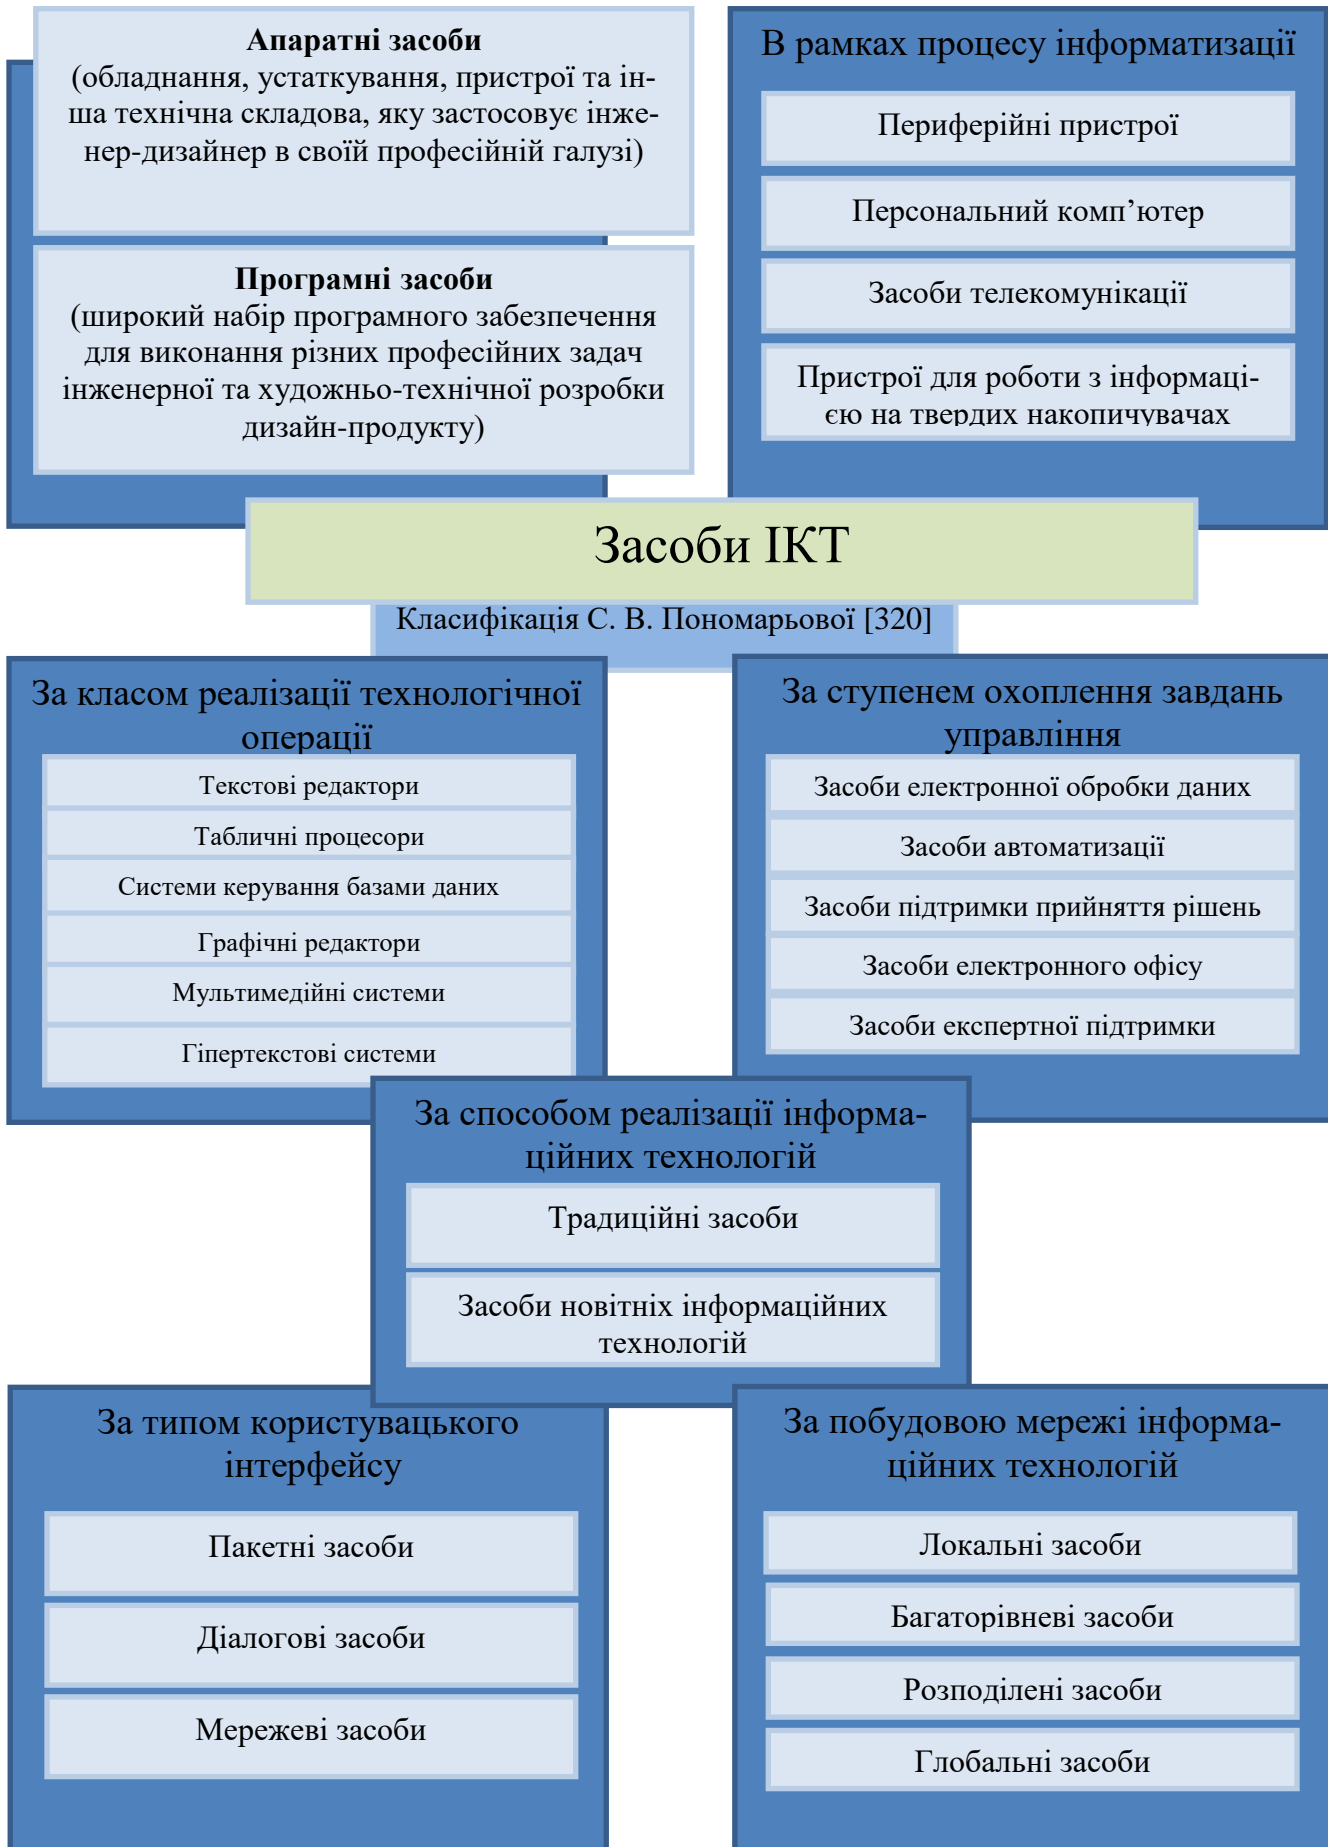 Апаратні засоби
(обладнання, устаткування, пристрої та ін-
ша технічна складова, яку застосовує інже-
нер-дизайнер в своїй професійній галузі)
Програмні засоби
(широкий набір програмного забезпечення
для виконання різних професійних задач
інженерної та художньо-технічної розробки
дизайн-продукту)
В рамках процесу інформатизації
Периферійні пристрої
Персональний комп’ютер
Засоби телекомунікації
Пристрої для роботи з інформаці-
єю на твердих накопичувачах
Засоби ІКТ
Класифікація С. В. Пономарьової [320]
За класом реалізації технологічної
операції
Текстові редактори
Табличні процесори
Системи керування базами даних
Графічні редактори
Мультимедійні системи
Гіпертекстові системи
За ступенем охоплення завдань
управління
Засоби електронної обробки даних
Засоби автоматизації
Засоби підтримки прийняття рішень
Засоби електронного офісу
Засоби експертної підтримки
За способом реалізації інформа-
ційних технологій
Традиційні засоби
Засоби новітніх інформаційних
технологій
За типом користувацького
інтерфейсу
Пакетні засоби
Діалогові засоби
Мережеві засоби
За побудовою мережі інформа-
ційних технологій
Локальні засоби
Багаторівневі засоби
Розподілені засоби
Глобальні засоби